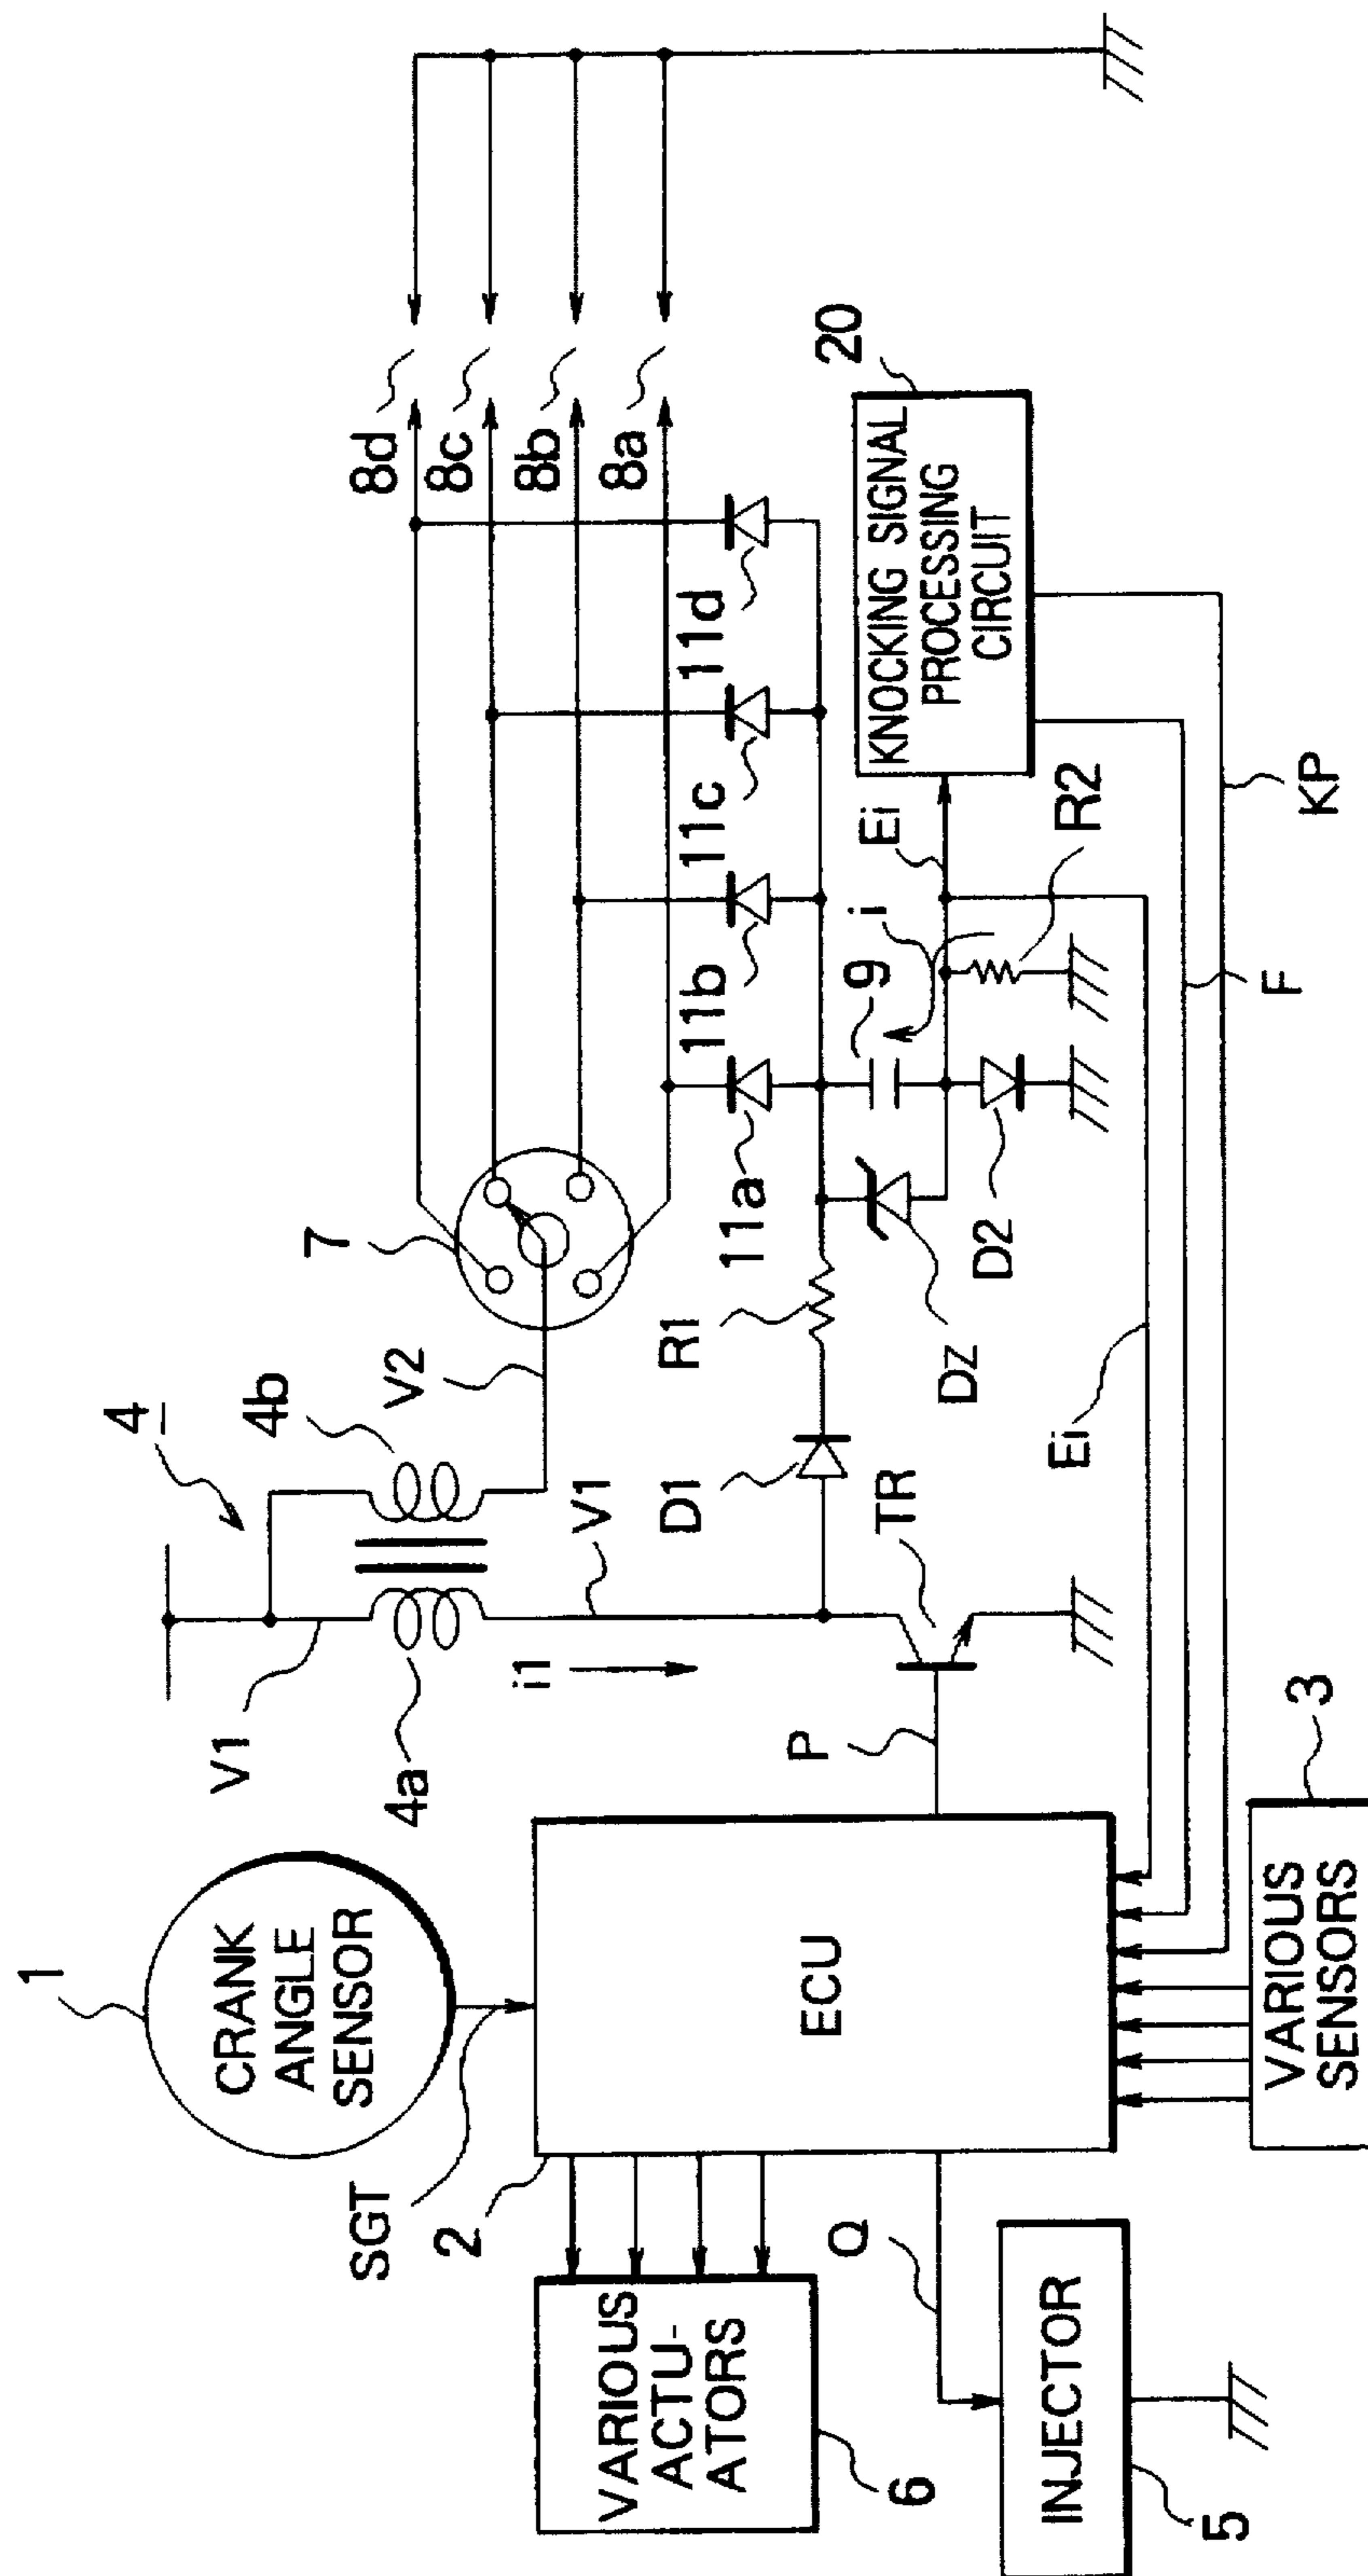 1
CRANK
ANGLE
SENSOR
SGT
2
ECU
VARIOUS
ACTU-
ATORS
6
Q
INJECTOR
5
VARIOUS
SENSORS
3
V1
4a
4
4b
i1
V1
V2
P
TR
D1
R1
7
8d
8c
8b
8a
11a
11b
11c
11d
DZ
D2
9
i
Ei
R2
KNOCKING SIGNAL
PROCESSING
CIRCUIT
20
Ei
F
KP